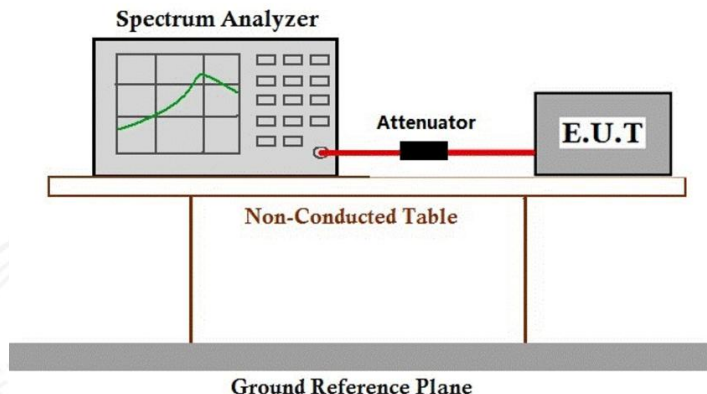 Spectrum Analyzer
Attenuator
E.U.T
Non-Conducted Table
Ground Reference Plane